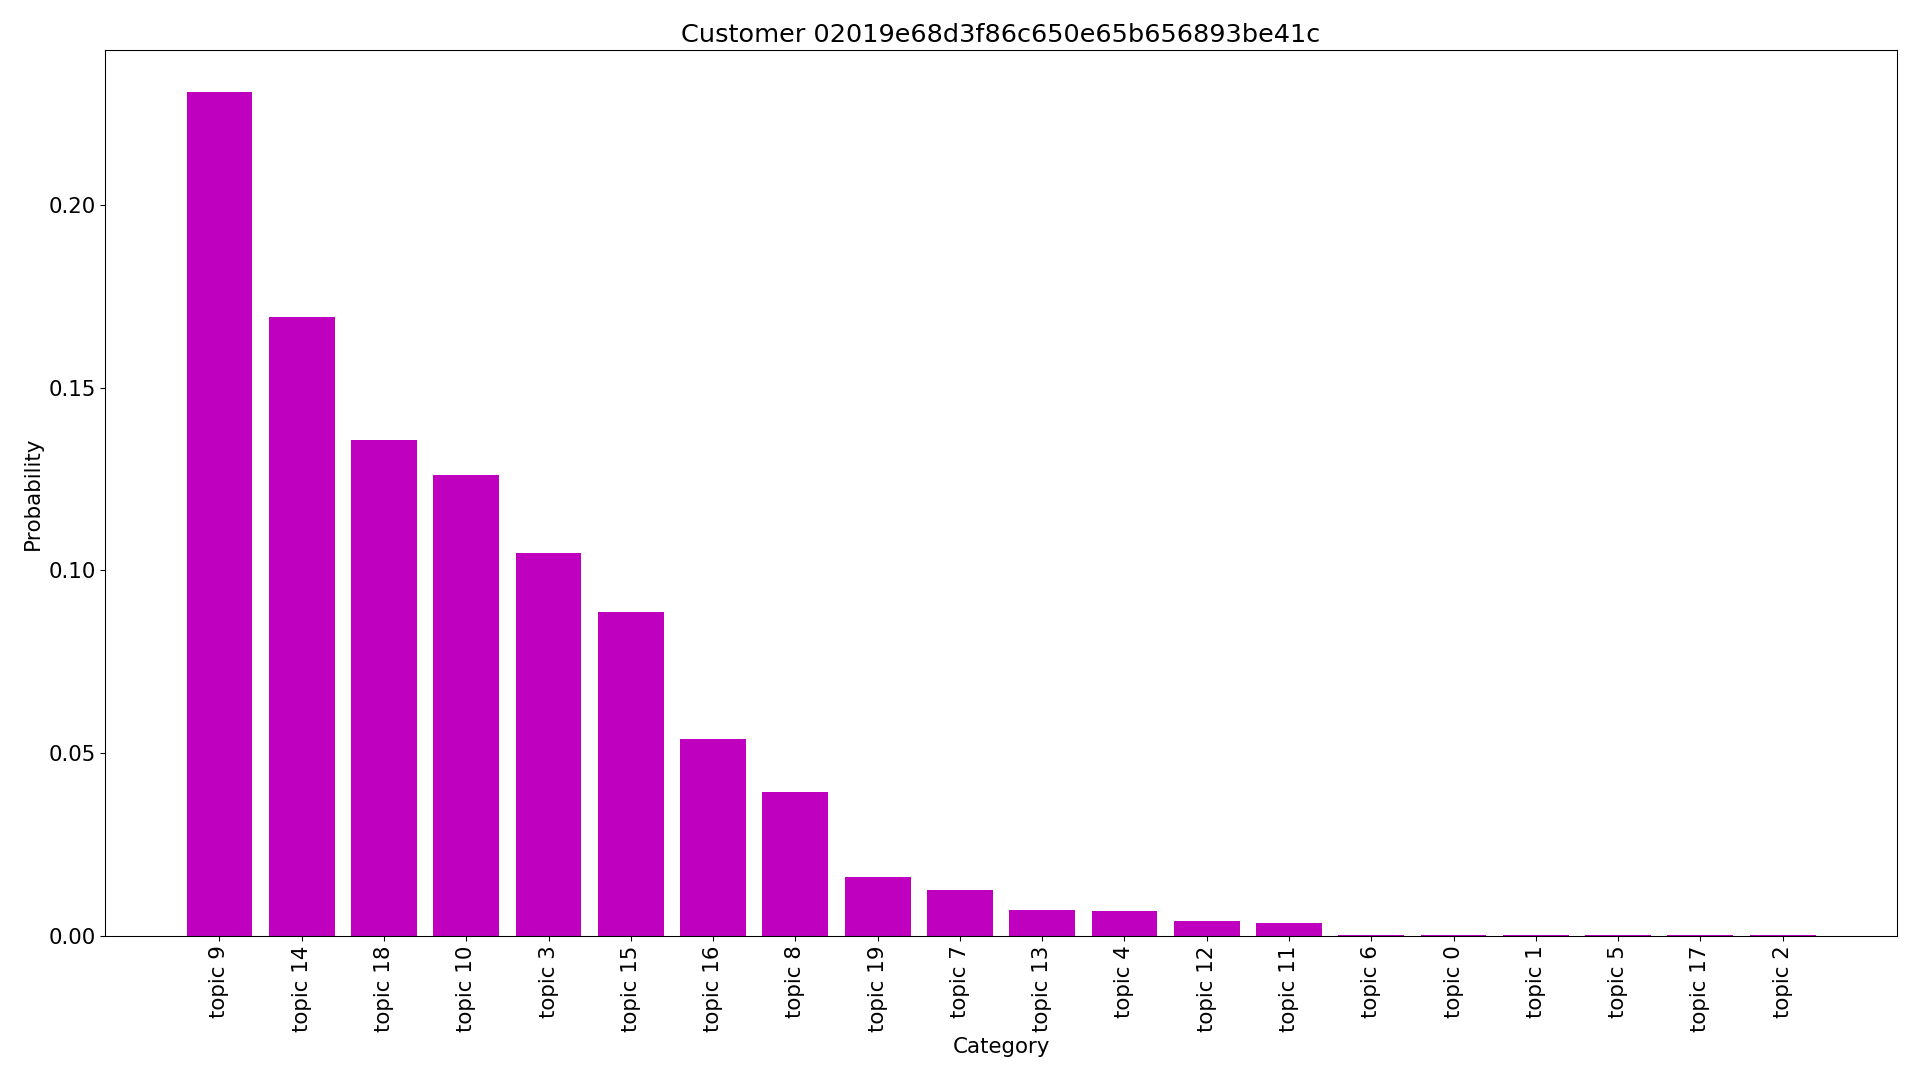 Customer 02019e68d3f86c650e65b656893be41c
Probability
0.20
0.15
0.10
0.05
0.00
topic 9
topic 14
topic 18
topic 10
topic 3
topic 15
topic 16
topic 8
topic 19
topic 7
topic 13
topic 4
topic 12
topic 11
topic 6
topic 0
topic 1
topic 5
topic 17
topic 2
Category